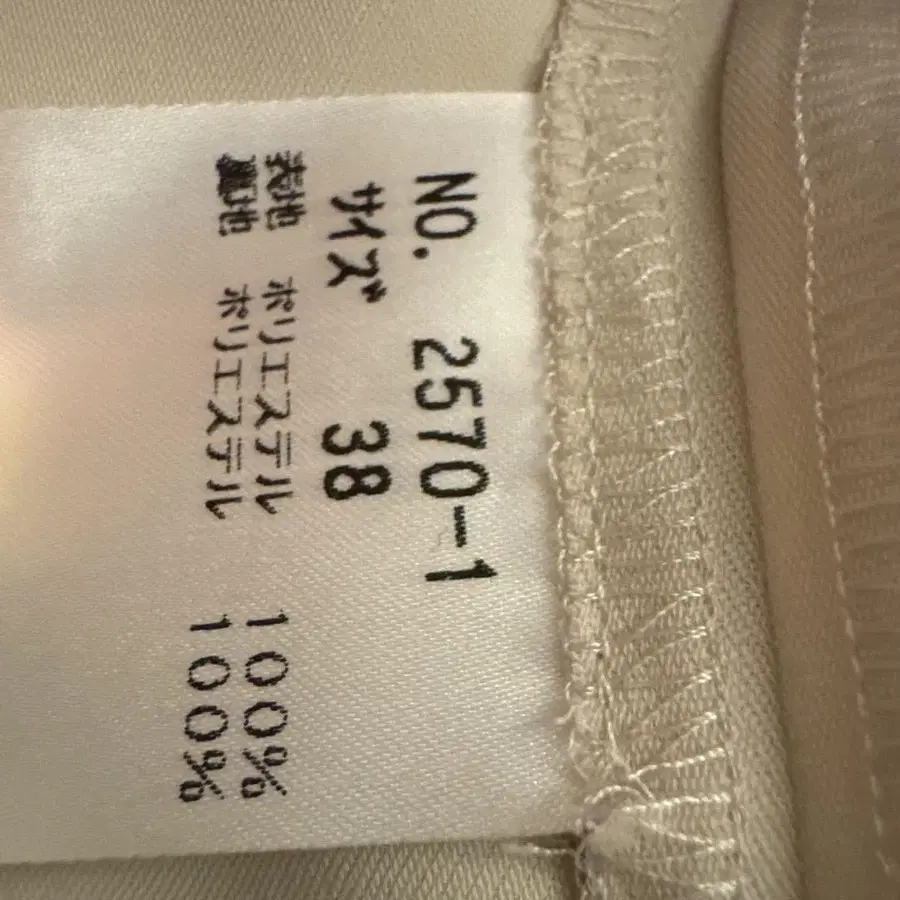 NO. 2570-1
サイズ 38
表地 ポリエステル 100%
裏地 ポリエステル 100%